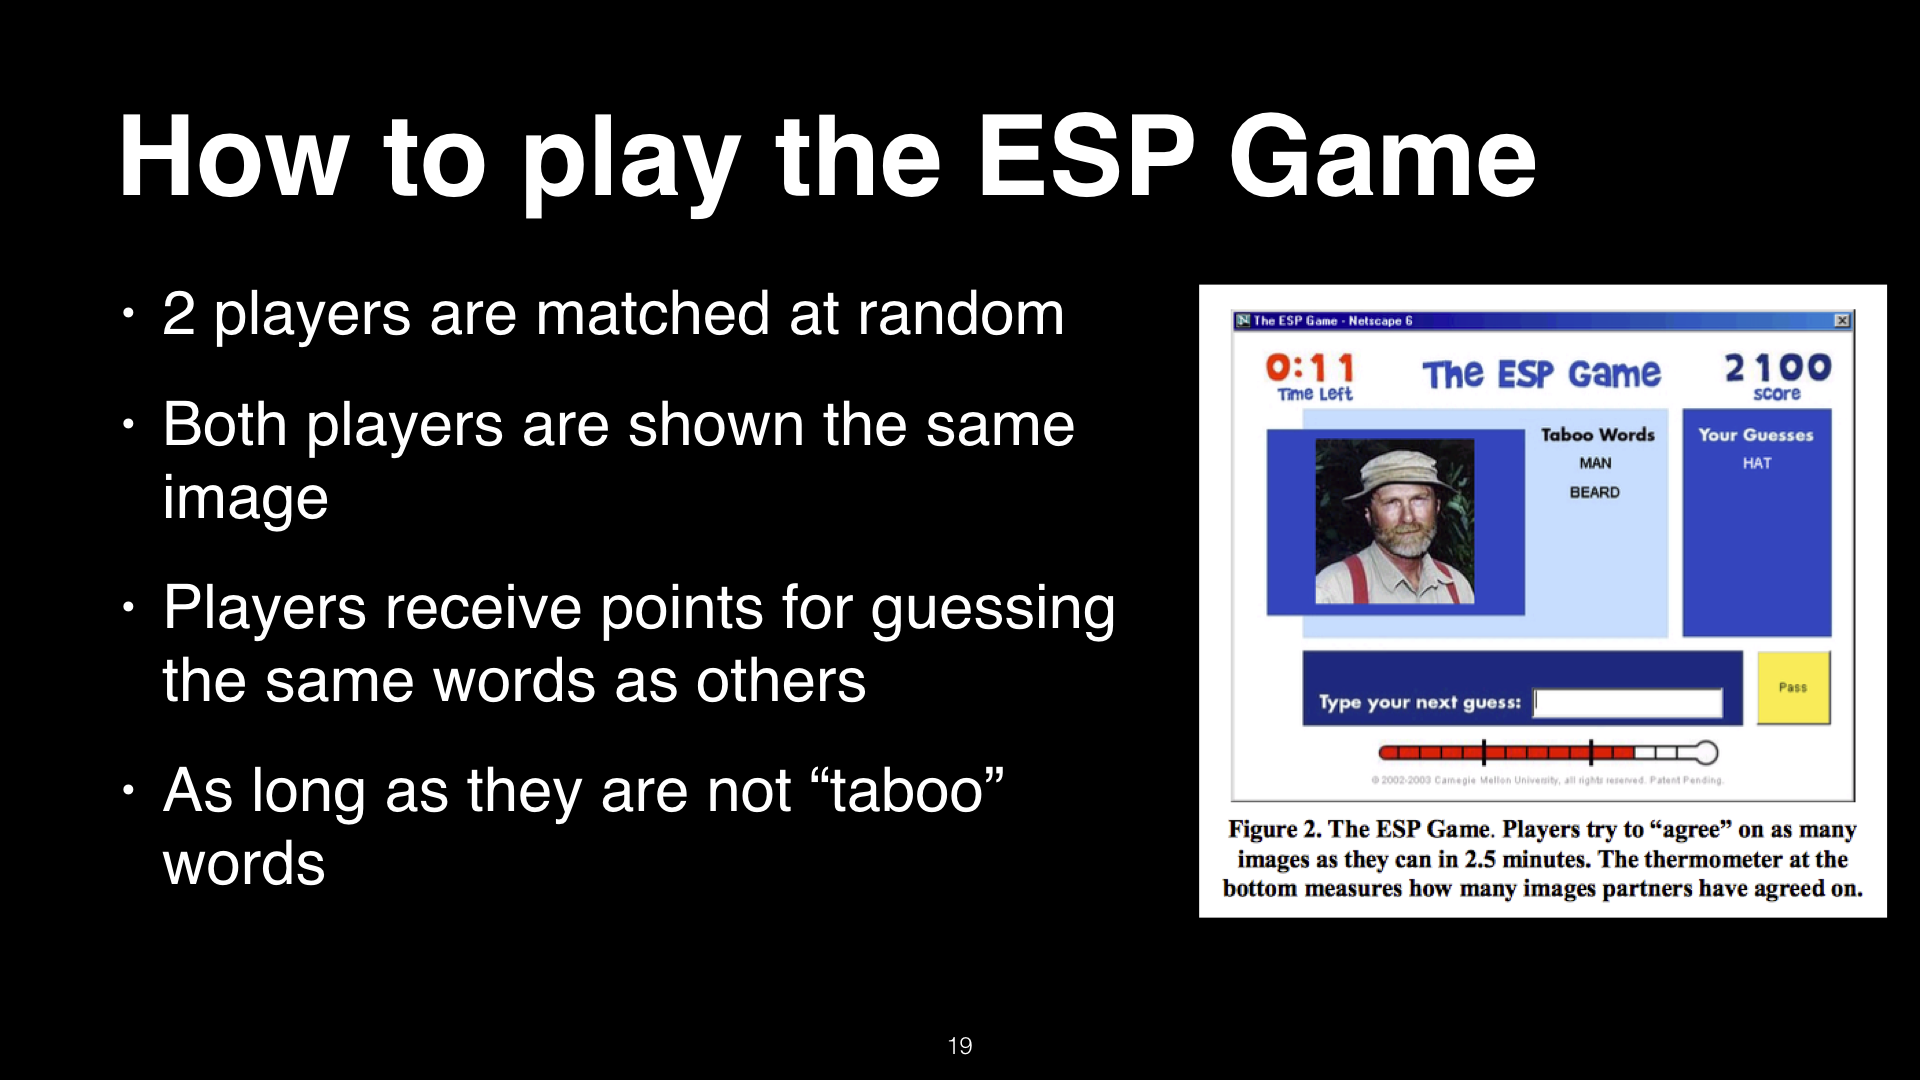 How to play the ESP Game
• 2 players are matched at random
• Both players are shown the same
image
• Players receive points for guessing
the same words as others
• As long as they are not “taboo”
words
The ESP Game - Netscape 6
0:11
Time Left
The ESP Game
2100
score
Taboo Words
MAN
BEARD
Your Guesses
HAT
Type your next guess:
Pass
© 2002-2003 Carnegie Mellon University, all rights reserved. Patent Pending.
Figure 2. The ESP Game. Players try to “agree” on as many
images as they can in 2.5 minutes. The thermometer at the
bottom measures how many images partners have agreed on.
19